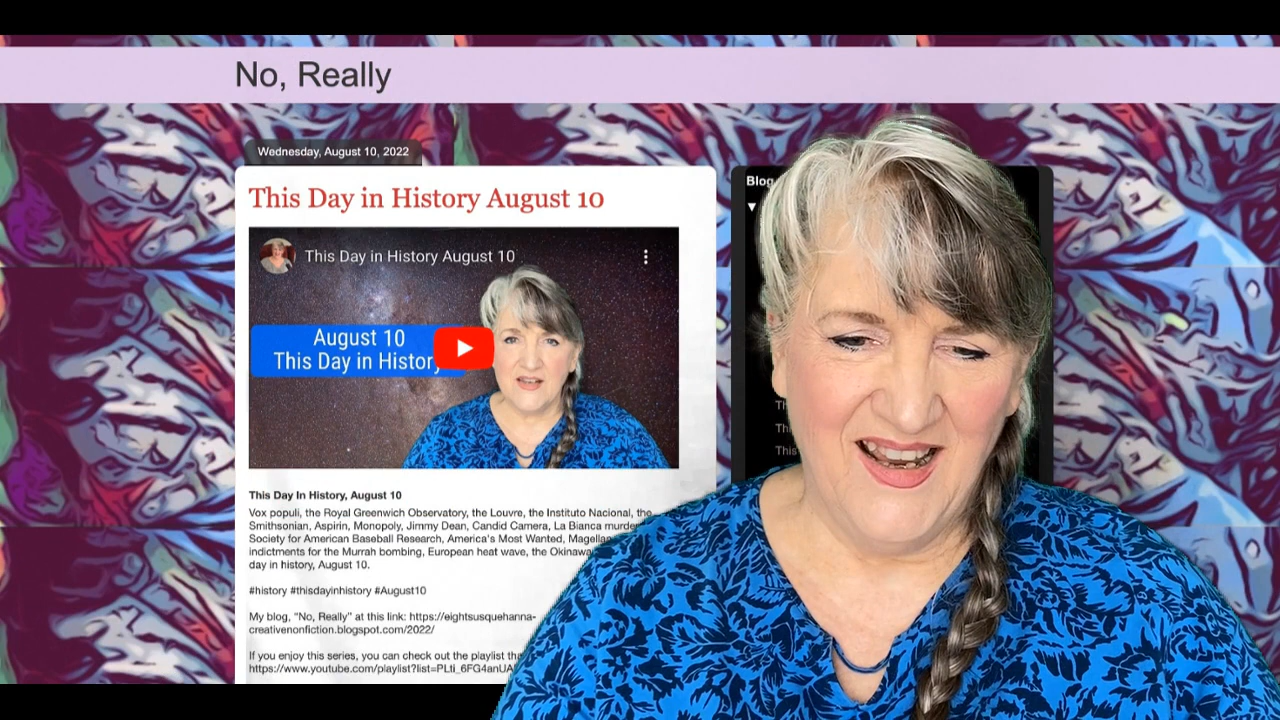 No, Really
Wednesday, August 10, 2022
This Day in History August 10
Blog
This Day in History August 10
August 10
This Day in History
This Day In History, August 10
Vox populi, the Royal Greenwich Observatory, the Louvre, the Instituto Nacional, the
Smithsonian, Aspirin, Monopoly, Jimmy Dean, Candid Camera, La Bianca murder
Society for American Baseball Research, America's Most Wanted, Magellan
indictments for the Murrah bombing, European heat wave, the Okinawa
day in history, August 10.
#history #thisdayinhistory #August10
My blog, "No, Really" at this link: https://eightsusquehanna-
creativenonfiction.blogspot.com/2022/
If you enjoy this series, you can check out the playlist
https://www.youtube.com/playlist?list=PLti_6FG4anUA
Th
Thi
This